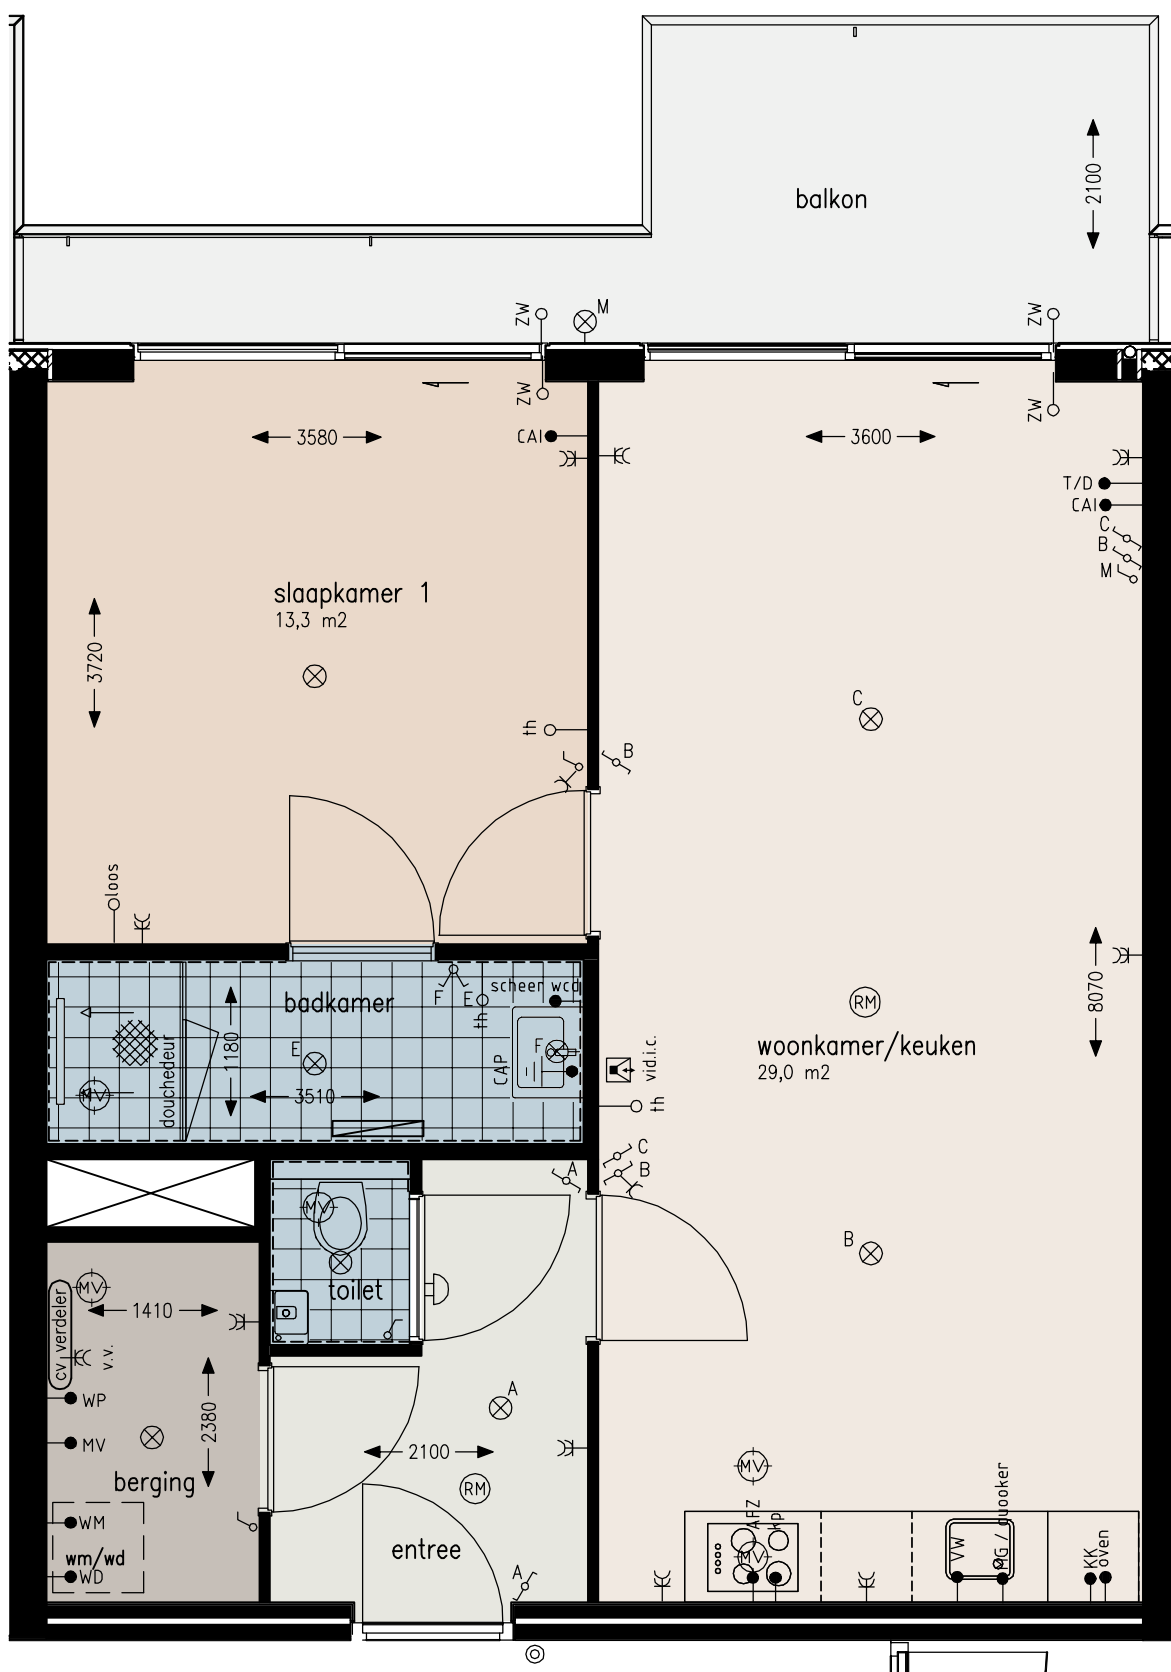 balkon
2100
ZW
M
ZW
ZW
ZW
3580
CAI
3600
T/D
CAI
C
B
M
slaapkamer 1
13,3 m2
3720
C
th
B
loos
badkamer
F
E
th
scheer wcd
E
1180
douchedeur
MV
3510
CAP
F
RM
8070
woonkamer/keuken
29,0 m2
vid.i.c.
th
C
B
A
MV
toilet
B
MV
1410
cv verdeler
v.v.
WP
MV
2380
berging
WM
wm/wd
WD
A
2100
RM
entree
A
MV
AFZ
kp
MV
VW
MG / quooker
KK
oven